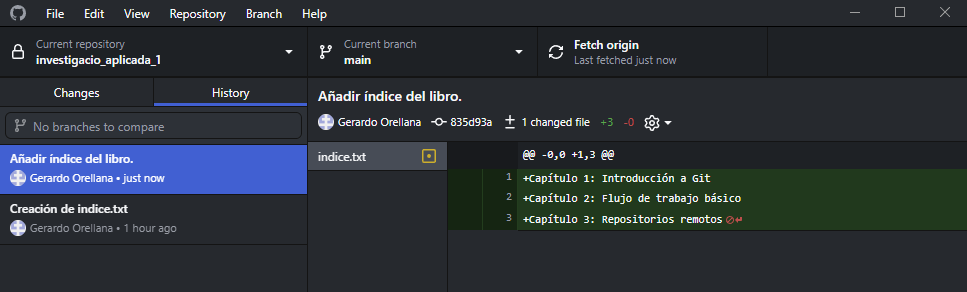 File Edit View Repository Branch Help
Current repository
investigacio_aplicada_1
Current branch
main
Fetch origin
Last fetched just now
Changes
History
No branches to compare
Añadir índice del libro.
Gerardo Orellana • just now
Creación de indice.txt
Gerardo Orellana • 1 hour ago
Añadir índice del libro.
Gerardo Orellana 835d93a 1 changed file +3 -0
indice.txt
@@ -0,0 +1,3 @@
1 +Capítulo 1: Introducción a Git
2 +Capítulo 2: Flujo de trabajo básico
3 +Capítulo 3: Repositorios remotos